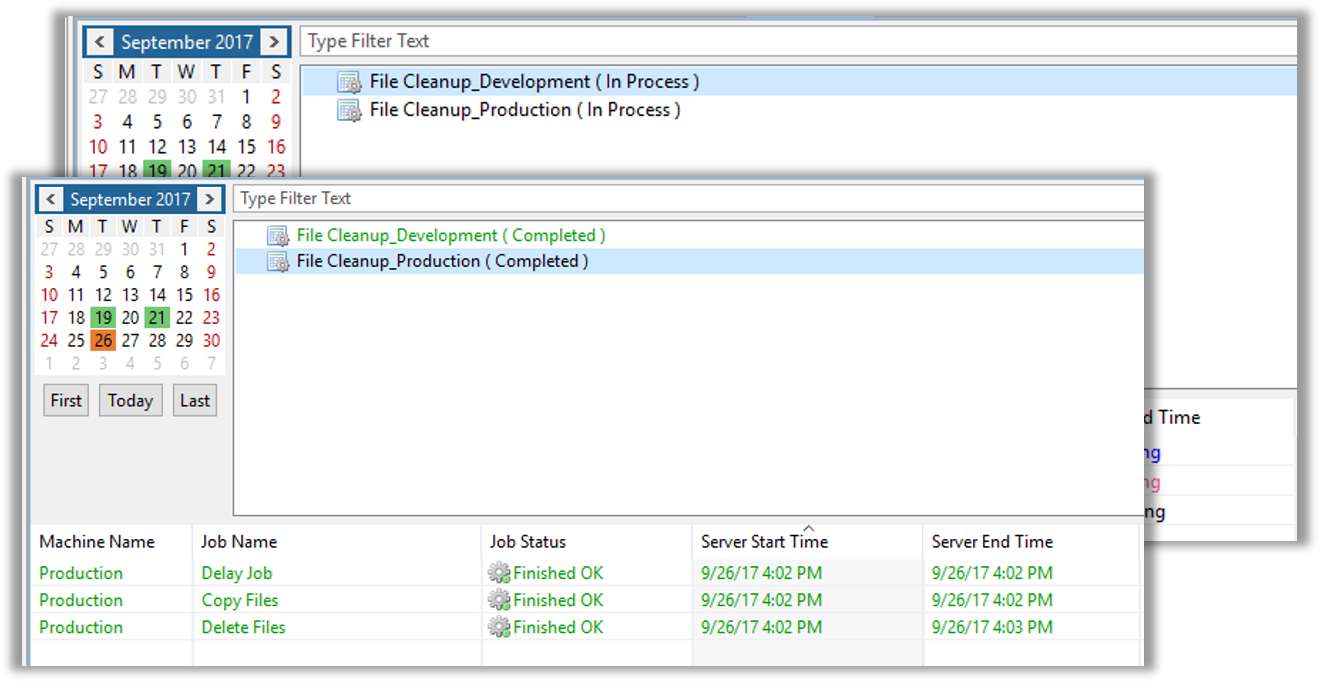 < September 2017 > Type Filter Text
S M T W T F S
27 28 29 30 31 1 2
3 4 5 6 7 8 9
10 11 12 13 14 15 16
17 18 19 20 21 22 23
File Cleanup_Development ( In Process )
File Cleanup_Production ( In Process )
< September 2017 > Type Filter Text
S M T W T F S
27 28 29 30 31 1 2
3 4 5 6 7 8 9
10 11 12 13 14 15 16
17 18 19 20 21 22 23
24 25 26 27 28 29 30
1 2 3 4 5 6 7
First Today Last
File Cleanup_Development ( Completed )
File Cleanup_Production ( Completed )
Machine Name Job Name Job Status Server Start Time Server End Time
Production Delay Job Finished OK 9/26/17 4:02 PM 9/26/17 4:02 PM
Production Copy Files Finished OK 9/26/17 4:02 PM 9/26/17 4:02 PM
Production Delete Files Finished OK 9/26/17 4:02 PM 9/26/17 4:03 PM
d Time
ng
ng
ng